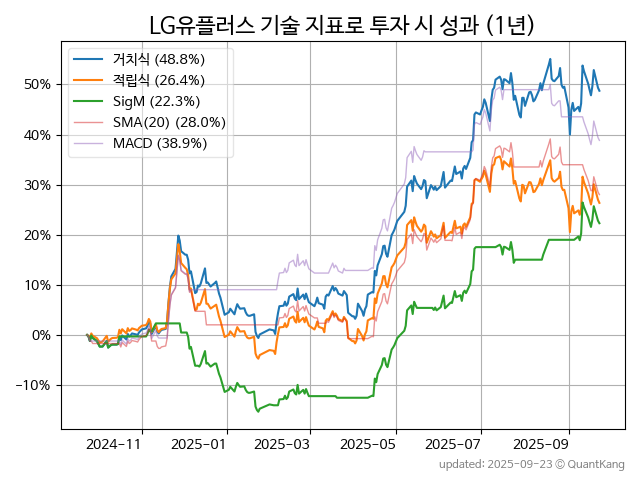 LG유플러스 기술 지표로 투자 시 성과 (1년)
거치식 (48.8%)
적립식 (26.4%)
SigM (22.3%)
SMA(20) (28.0%)
MACD (38.9%)
50%
40%
30%
20%
10%
0%
−10%
2024-11
2025-01
2025-03
2025-05
2025-07
2025-09
updated: 2025-09-23 © QuantKang